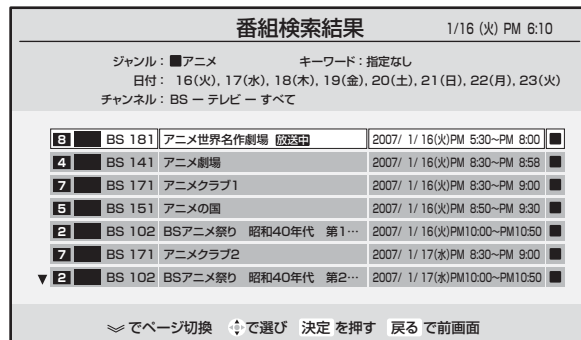 番組検索結果 1/16 (火) PM 6:10
ジャンル：■アニメ キーワード：指定なし
日付： 16(火), 17(水), 18(木), 19(金), 20(土), 21(日), 22(月), 23(火)
チャンネル：BS ー テレビ ー すべて
8 BS 181 アニメ世界名作劇場 放送中 2007/ 1/ 16(火)PM 5:30~PM 8:00
4 BS 141 アニメ劇場 2007/ 1/ 16(火)PM 8:30~PM 8:58
7 BS 171 アニメクラブ1 2007/ 1/ 16(火)PM 8:30~PM 9:00
5 BS 151 アニメの国 2007/ 1/ 16(火)PM 8:50~PM 9:30
2 BS 102 BSアニメ祭り 昭和40年代 第1… 2007/ 1/ 16(火)PM10:00~PM10:50
7 BS 171 アニメクラブ2 2007/ 1/ 17(水)PM 8:30~PM 9:00
▼ 2 BS 102 BSアニメ祭り 昭和40年代 第2… 2007/ 1/ 17(水)PM10:00~PM10:50
でページ切換 で選び 決定 を押す 戻る で前画面